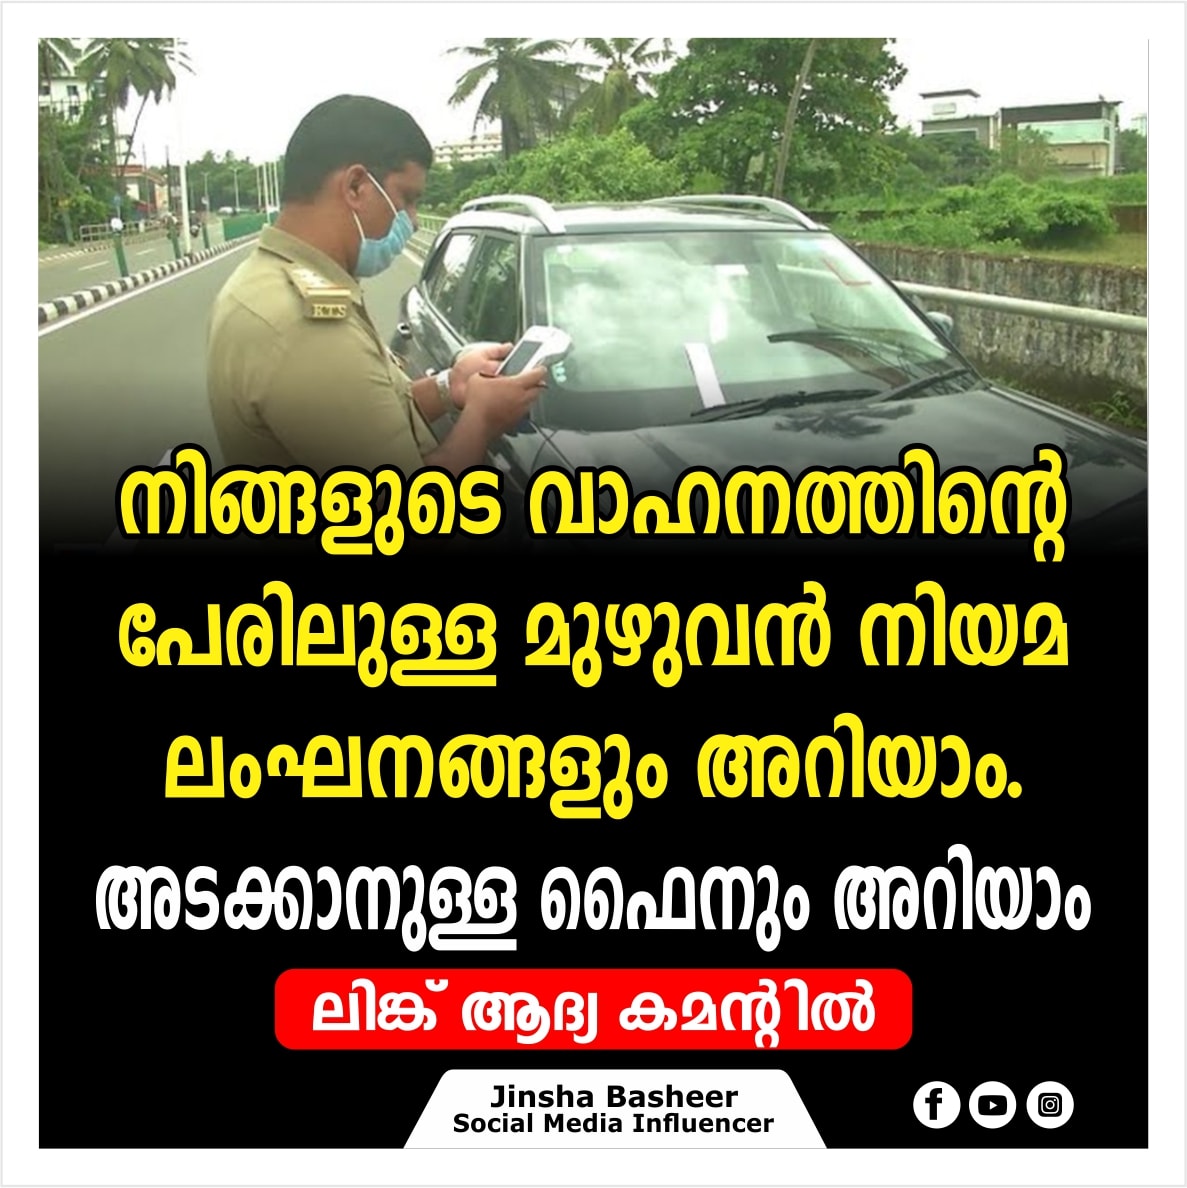 നിങ്ങളുടെ വാഹനത്തിന്റെ
പേരിലുള്ള മുഴുവൻ നിയമ
ലംഘനങ്ങളും അറിയാം.
അടക്കാനുള്ള ഫൈനും അറിയാം
ലിങ്ക് ആദ്യ കമന്റിൽ
Jinsha Basheer
Social Media Influencer